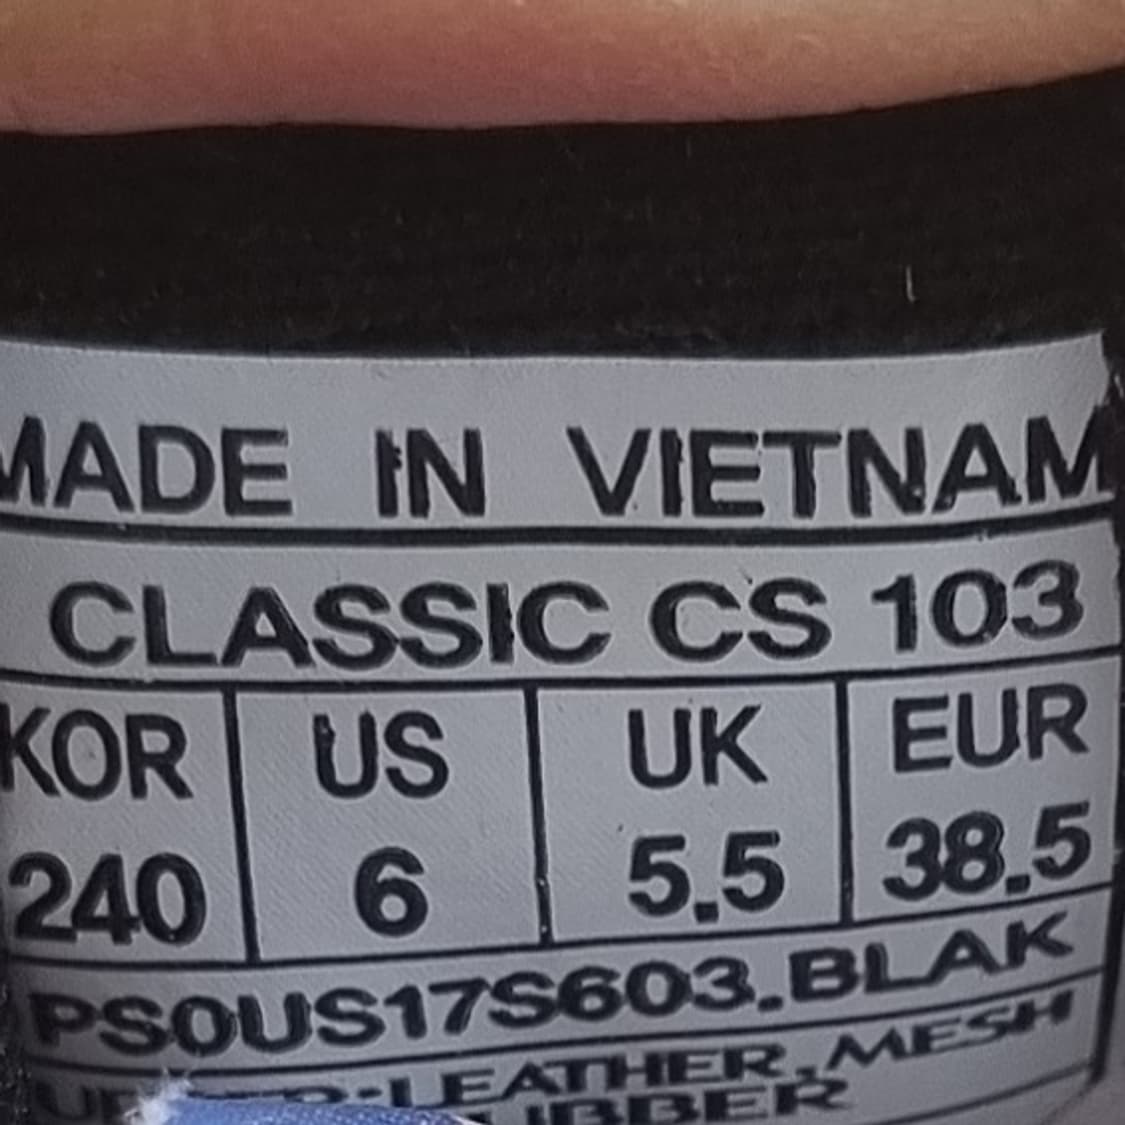 MADE IN VIETNAM
CLASSIC CS 103
KOR US UK EUR
240 6 5.5 38.5
PS0US17S603.BLAK
LEATHER, MESH